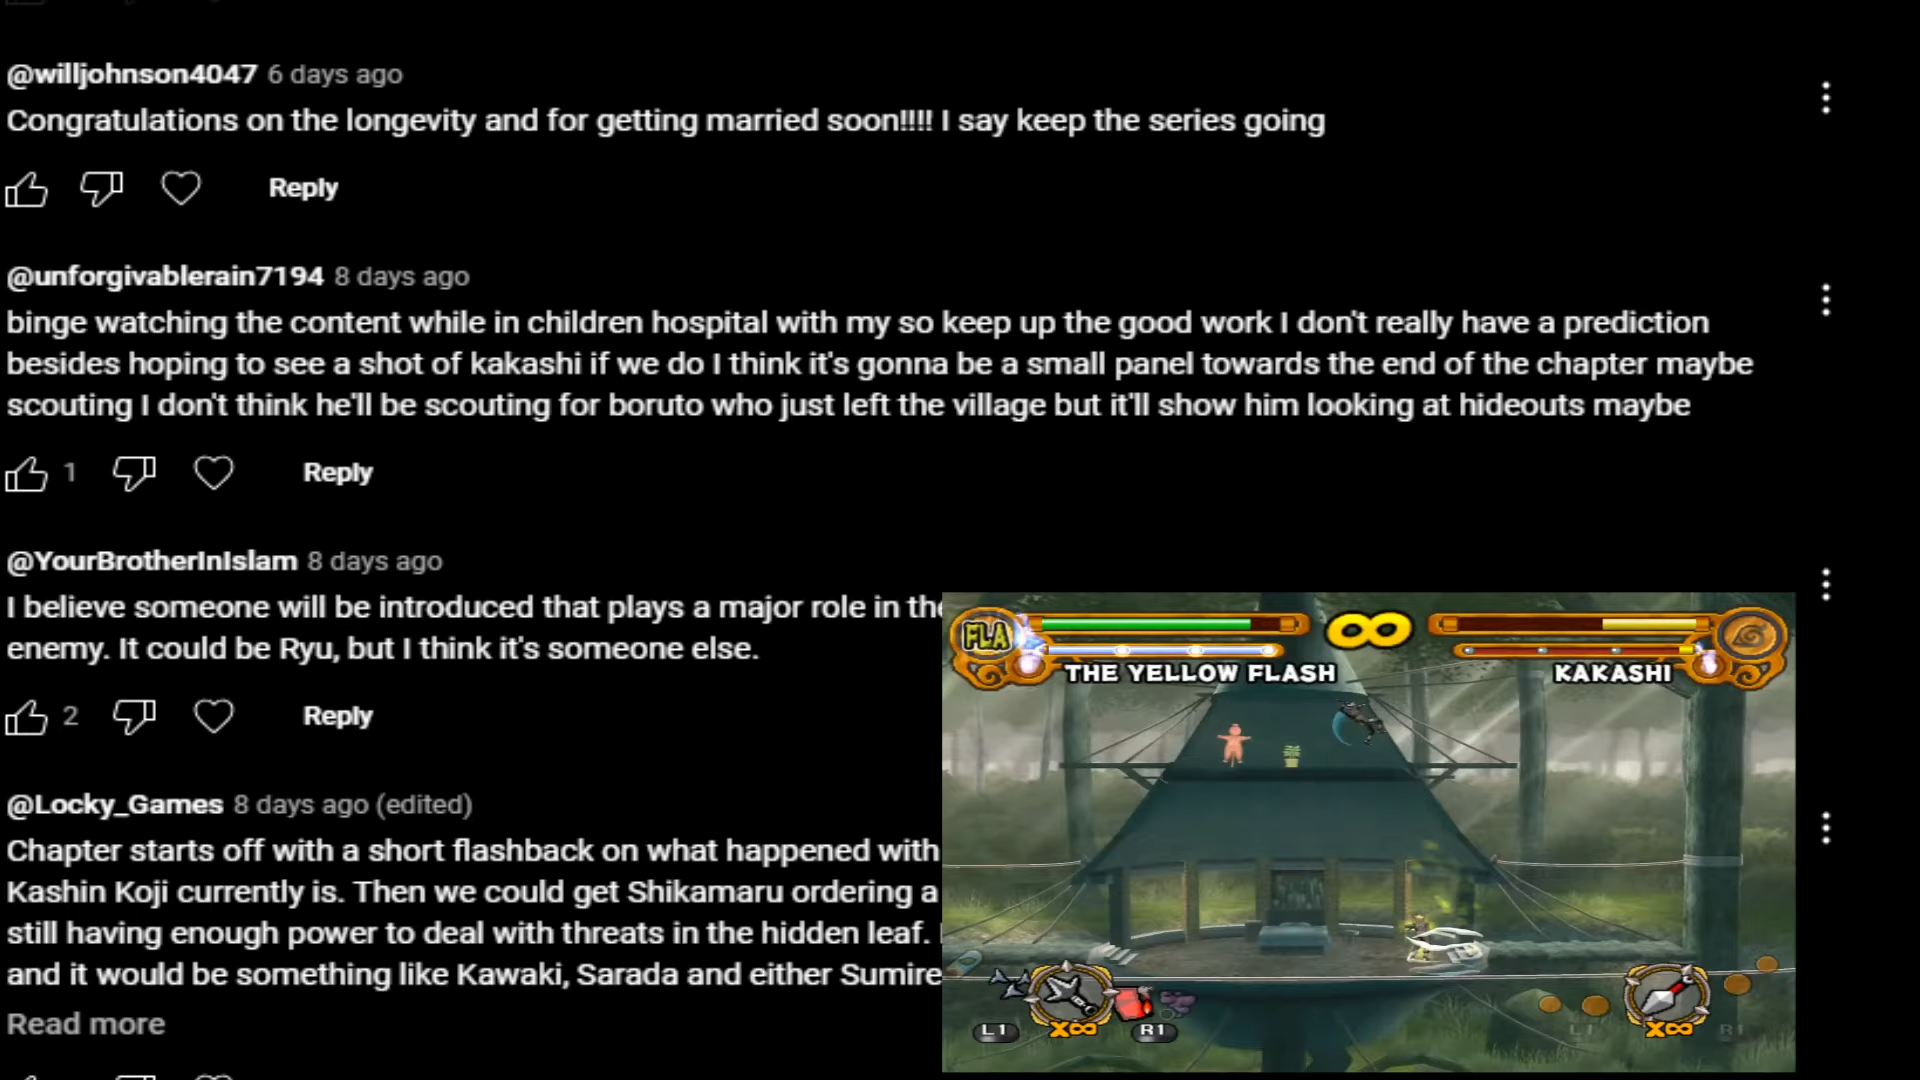 @willjohnson4047 6 days ago
Congratulations on the longevity and for getting married soon!!!! I say keep the series going
Reply
@unforgivablerain7194 8 days ago
binge watching the content while in children hospital with my so keep up the good work I don't really have a prediction
besides hoping to see a shot of kakashi if we do I think it's gonna be a small panel towards the end of the chapter maybe
scouting I don't think he'll be scouting for boruto who just left the village but it'll show him looking at hideouts maybe
1 Reply
@YourBrotherInIslam 8 days ago
I believe someone will be introduced that plays a major role in the
enemy. It could be Ryu, but I think it's someone else.
2 Reply
@Locky_Games 8 days ago (edited)
Chapter starts off with a short flashback on what happened with
Kashin Koji currently is. Then we could get Shikamaru ordering a
still having enough power to deal with threats in the hidden leaf.
and it would be something like Kawaki, Sarada and either Sumire
Read more
FLA
∞
THE YELLOW FLASH
KAKASHI
L1
X∞
R1
L1
X∞
R1